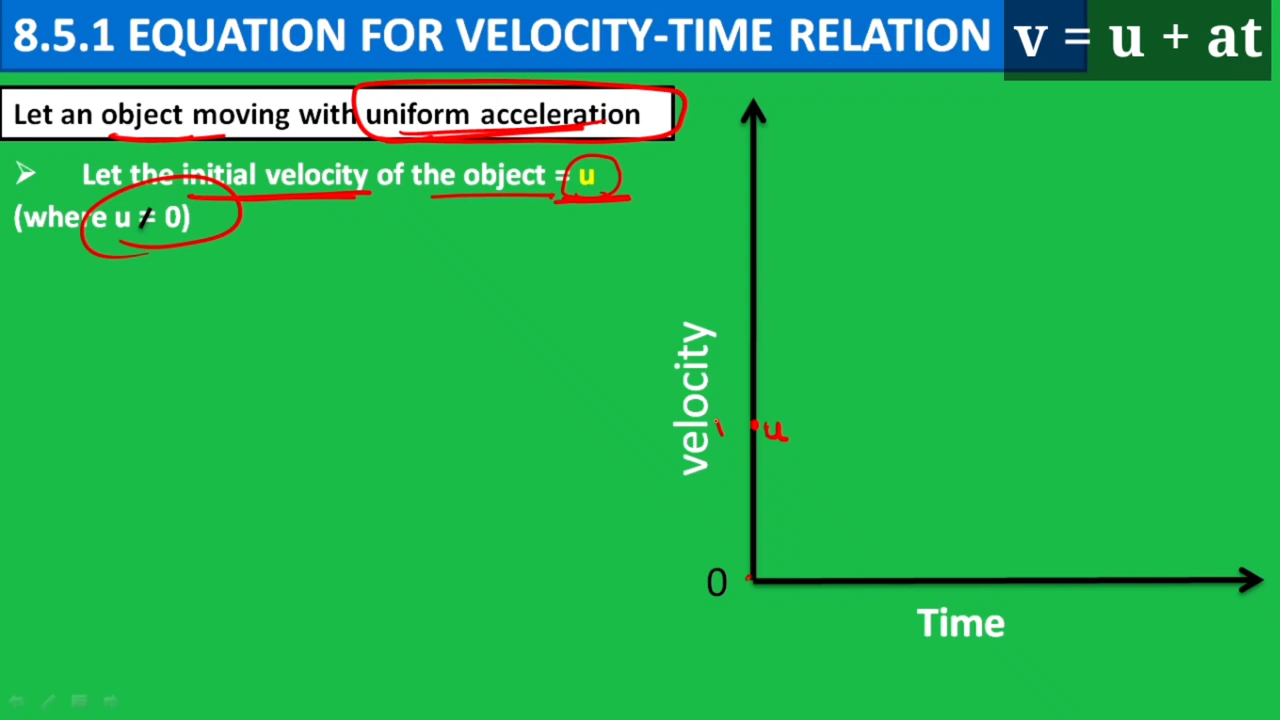 8.5.1 EQUATION FOR VELOCITY-TIME RELATION v = u + at
Let an object moving with uniform acceleration
➢ Let the initial velocity of the object = u
(where u ≠ 0)
velocity
u
0
Time